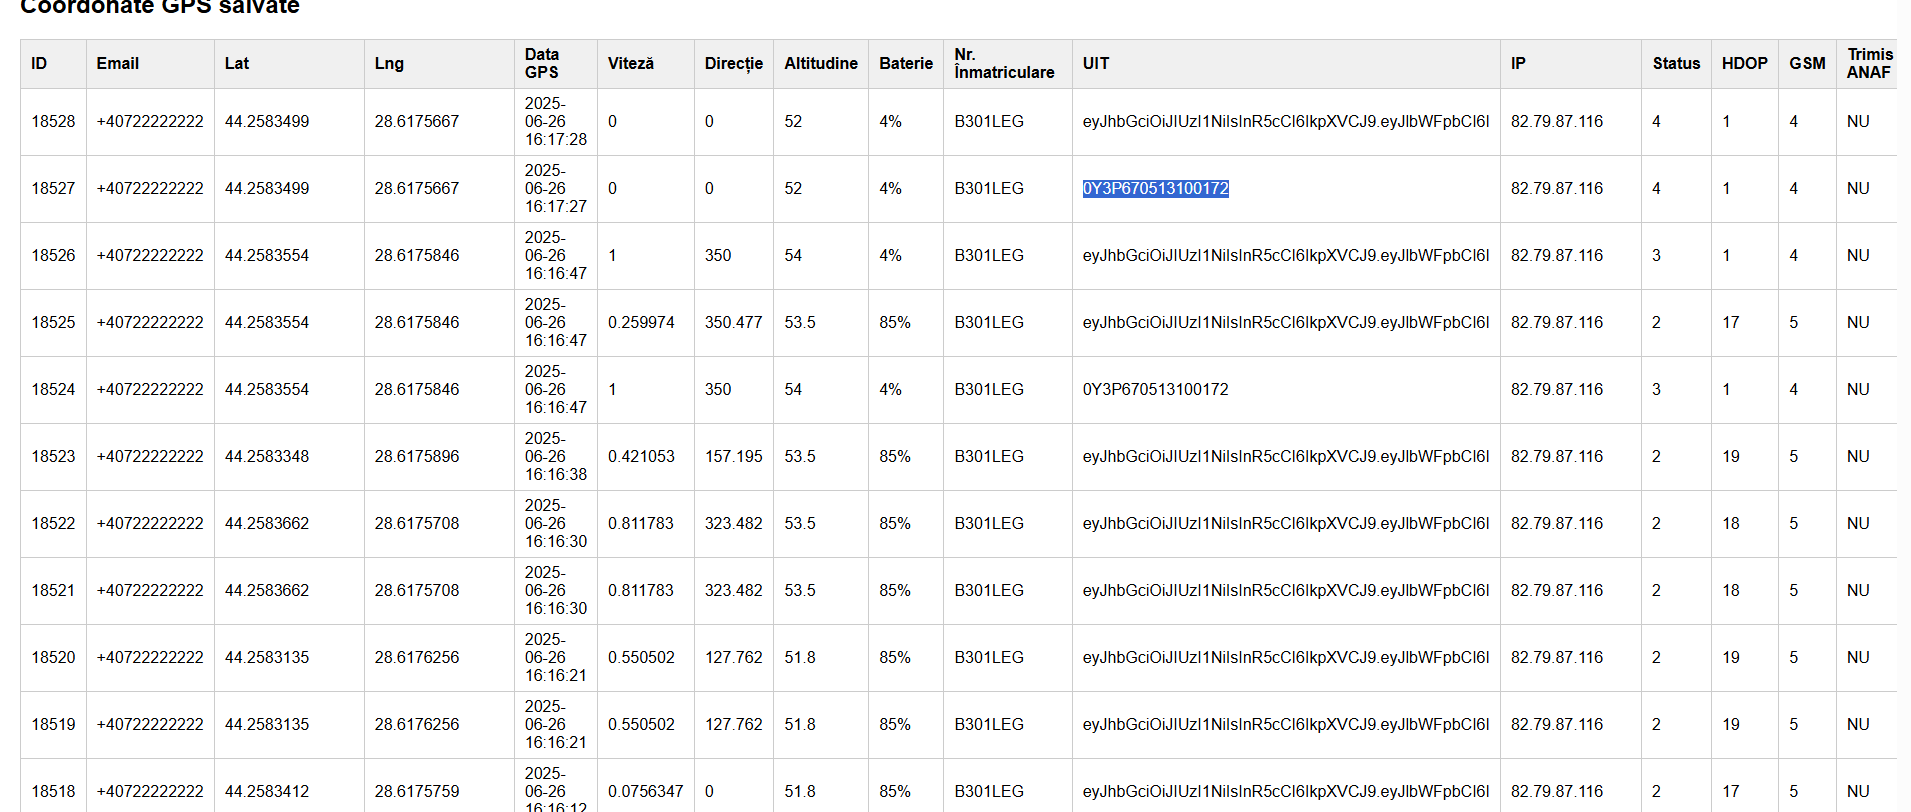 Coordonate GPS salvate
ID Email Lat Lng Data GPS Viteză Direcție Altitudine Baterie Nr. Înmatriculare UIT IP Status HDOP GSM Trimis ANAF
18528 +40722222222 44.2583499 28.6175667 2025-06-26 16:17:28 0 0 52 4% B301LEG eyJhbGciOiJIUzI1NiIsInR5cCI6IkpXVCJ9.eyJlbWFpbCI6I 82.79.87.116 4 1 4 NU
18527 +40722222222 44.2583499 28.6175667 2025-06-26 16:17:27 0 0 52 4% B301LEG 0Y3P670513100172 82.79.87.116 4 1 4 NU
18526 +40722222222 44.2583554 28.6175846 2025-06-26 16:16:47 1 350 54 4% B301LEG eyJhbGciOiJIUzI1NiIsInR5cCI6IkpXVCJ9.eyJlbWFpbCI6I 82.79.87.116 3 1 4 NU
18525 +40722222222 44.2583554 28.6175846 2025-06-26 16:16:47 0.259974 350.477 53.5 85% B301LEG eyJhbGciOiJIUzI1NiIsInR5cCI6IkpXVCJ9.eyJlbWFpbCI6I 82.79.87.116 2 17 5 NU
18524 +40722222222 44.2583554 28.6175846 2025-06-26 16:16:47 1 350 54 4% B301LEG 0Y3P670513100172 82.79.87.116 3 1 4 NU
18523 +40722222222 44.2583348 28.6175896 2025-06-26 16:16:38 0.421053 157.195 53.5 85% B301LEG eyJhbGciOiJIUzI1NiIsInR5cCI6IkpXVCJ9.eyJlbWFpbCI6I 82.79.87.116 2 19 5 NU
18522 +40722222222 44.2583662 28.6175708 2025-06-26 16:16:30 0.811783 323.482 53.5 85% B301LEG eyJhbGciOiJIUzI1NiIsInR5cCI6IkpXVCJ9.eyJlbWFpbCI6I 82.79.87.116 2 18 5 NU
18521 +40722222222 44.2583662 28.6175708 2025-06-26 16:16:30 0.811783 323.482 53.5 85% B301LEG eyJhbGciOiJIUzI1NiIsInR5cCI6IkpXVCJ9.eyJlbWFpbCI6I 82.79.87.116 2 18 5 NU
18520 +40722222222 44.2583135 28.6176256 2025-06-26 16:16:21 0.550502 127.762 51.8 85% B301LEG eyJhbGciOiJIUzI1NiIsInR5cCI6IkpXVCJ9.eyJlbWFpbCI6I 82.79.87.116 2 19 5 NU
18519 +40722222222 44.2583135 28.6176256 2025-06-26 16:16:21 0.550502 127.762 51.8 85% B301LEG eyJhbGciOiJIUzI1NiIsInR5cCI6IkpXVCJ9.eyJlbWFpbCI6I 82.79.87.116 2 19 5 NU
18518 +40722222222 44.2583412 28.6175759 2025-06-26 16:16:12 0.0756347 0 51.8 85% B301LEG eyJhbGciOiJIUzI1NiIsInR5cCI6IkpXVCJ9.eyJlbWFpbCI6I 82.79.87.116 2 17 5 NU